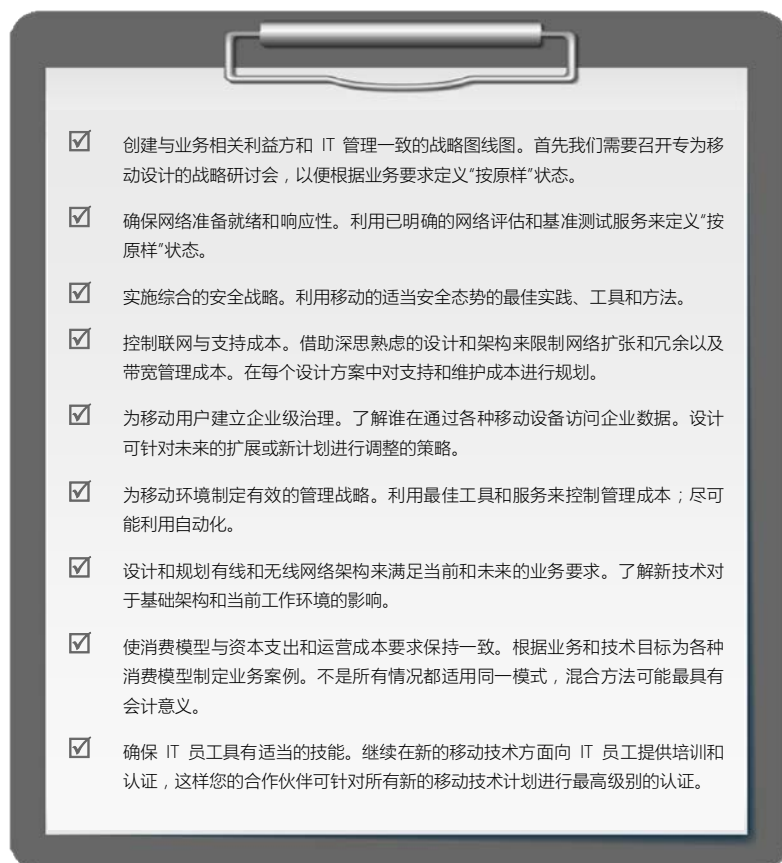 创建与业务相关利益方和 IT 管理一致的战略图线图。首先我们需要召开专为移
动设计的战略研讨会，以便根据业务要求定义“按原样”状态。
确保网络准备就绪和响应性。利用已明确的网络评估和基准测试服务来定义“按
原样”状态。
实施综合的安全战略。利用移动的适当安全态势的最佳实践、工具和方法。
控制联网与支持成本。借助深思熟虑的设计和架构来限制网络扩张和冗余以及
带宽管理成本。在每个设计方案中对支持和维护成本进行规划。
为移动用户建立企业级治理。了解谁在通过各种移动设备访问企业数据。设计
可针对未来的扩展或新计划进行调整的策略。
为移动环境制定有效的管理战略。利用最佳工具和服务来控制管理成本；尽可
能利用自动化。
设计和规划有线和无线网络架构来满足当前和未来的业务要求。了解新技术对
于基础架构和当前工作环境的影响。
使消费模型与资本支出和运营成本要求保持一致。根据业务和技术目标为各种
消费模型制定业务案例。不是所有情况都适用同一模式，混合方法可能最具有
会计意义。
确保 IT 员工具有适当的技能。继续在新的移动技术方面向 IT 员工提供培训和
认证，这样您的合作伙伴可针对所有新的移动技术计划进行最高级别的认证。